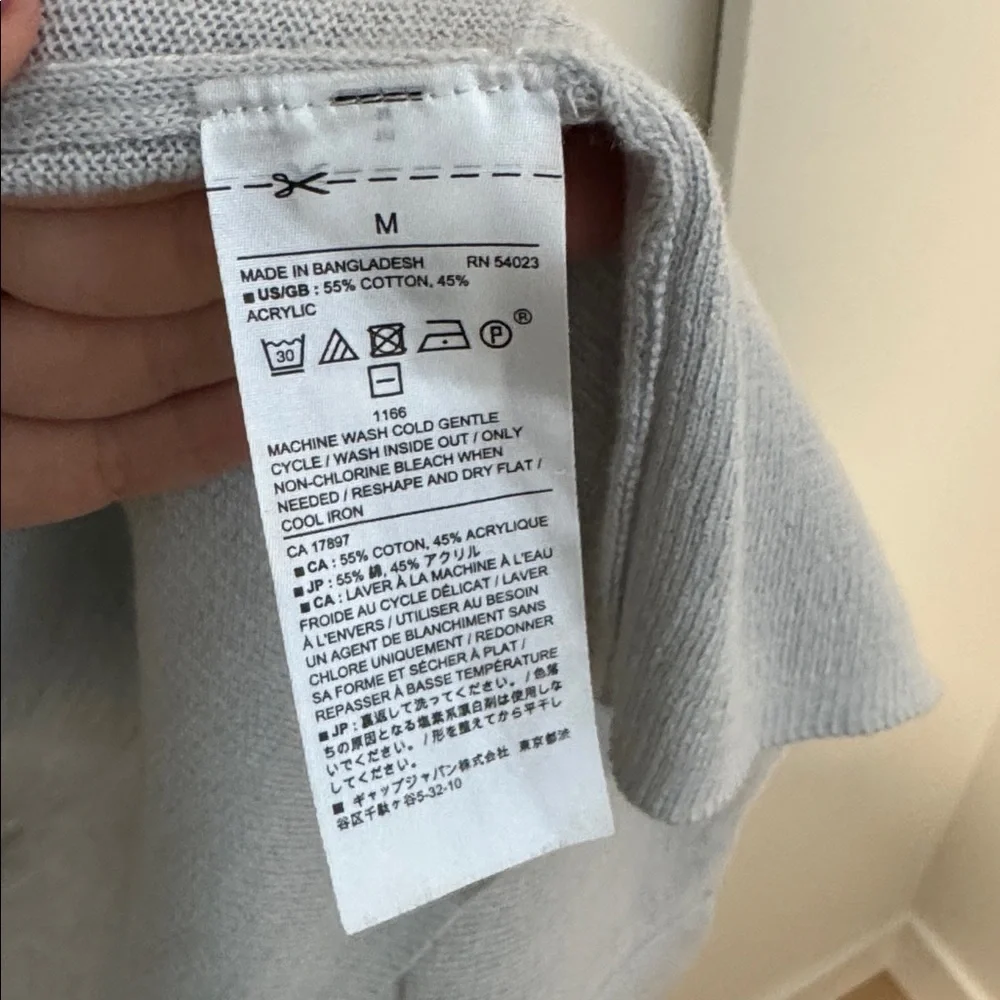 M
MADE IN BANGLADESH RN 54023
■ US/GB : 55% COTTON, 45%
ACRYLIC
30 P ®
1166
MACHINE WASH COLD GENTLE
CYCLE / WASH INSIDE OUT / ONLY
NON-CHLORINE BLEACH WHEN
NEEDED / RESHAPE AND DRY FLAT /
COOL IRON
CA 17897
■ CA : 55% COTON, 45% ACRYLIQUE
■ JP : 55% 綿, 45% アクリル
■ CA : LAVER À LA MACHINE À L'EAU
FROIDE AU CYCLE DÉLICAT / LAVER
À L'ENVERS / UTILISER AU BESOIN
UN AGENT DE BLANCHIMENT SANS
CHLORE UNIQUEMENT / REDONNER
SA FORME ET SÉCHER À PLAT /
REPASSER À BASSE TEMPÉRATURE
■ JP : 裏返して洗ってください。/ 色落
ちの原因となる塩素系漂白剤は使用しな
いでください。/ 形を整えてから平干し
してください。
■ ギャップジャパン株式会社 東京都渋
谷区千駄ヶ谷5-32-10